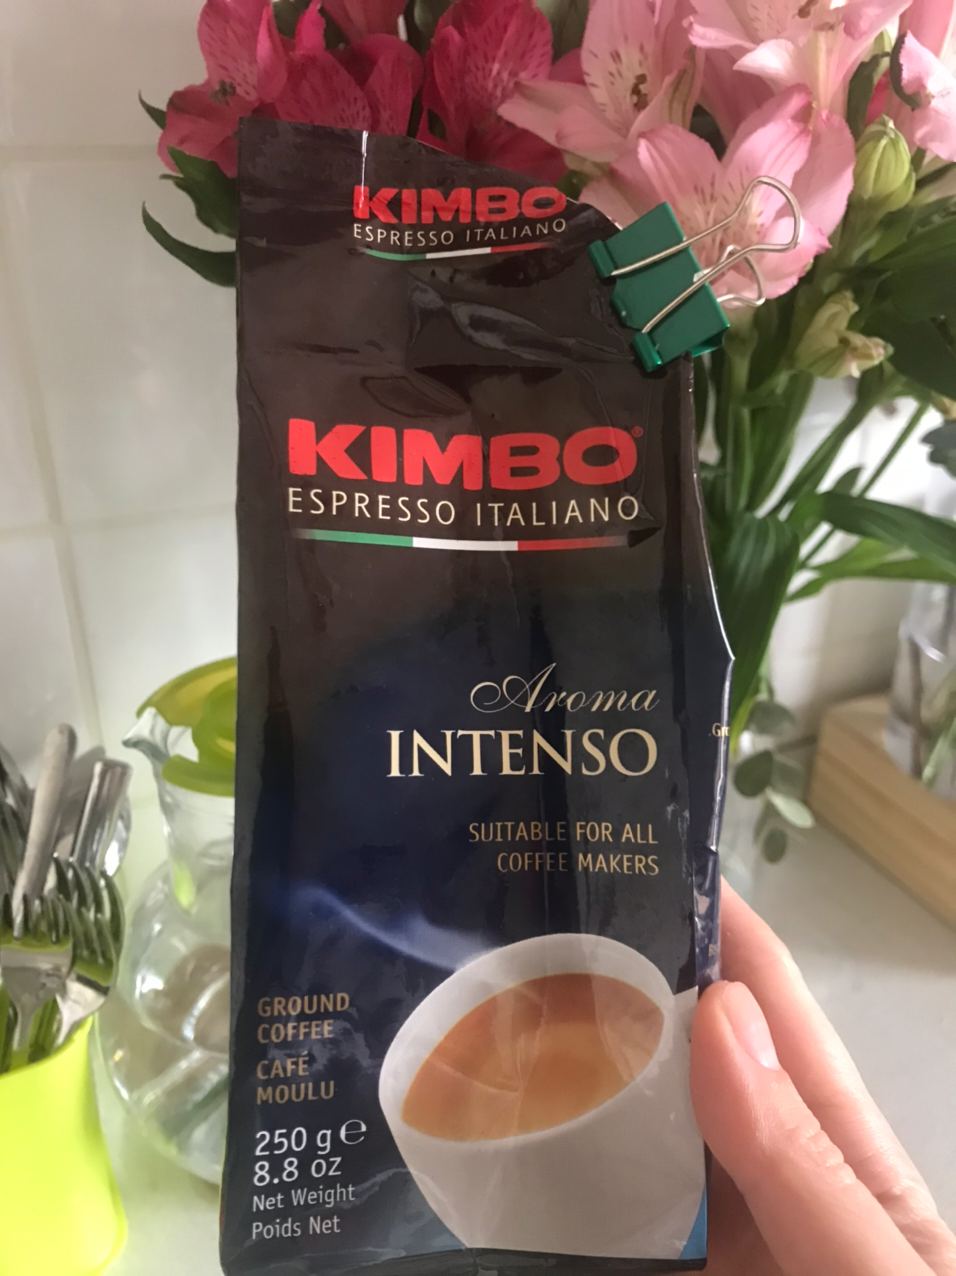 KIMBO
ESPRESSO ITALIANO
KIMBO®
ESPRESSO ITALIANO
Aroma
INTENSO
SUITABLE FOR ALL
COFFEE MAKERS
GROUND
COFFEE
CAFÉ
MOULU
250 g ℮
8.8 oz
Net Weight
Poids Net